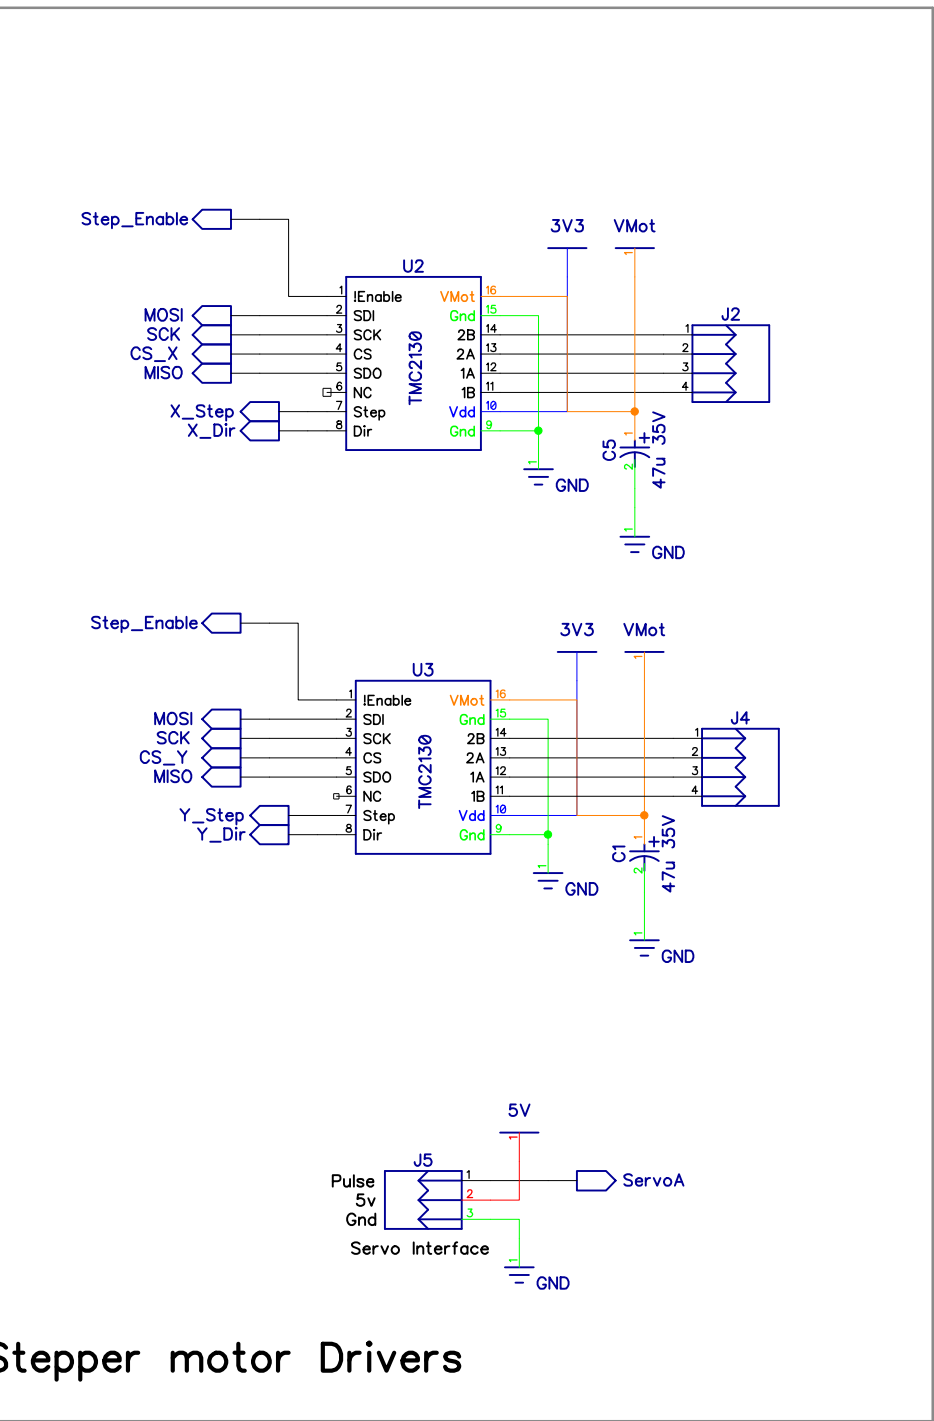 Step_Enable
3V3 VMot
1
U2
1 !Enable VMot 16
MOSI 2 SDI Gnd 15
J2
SCK 3 SCK 2B 14 1
CS_X 4 CS 2A 13 2
MISO 5 SDO 1A 12 3
6 NC 1B 11 4
X_Step 7 Step Vdd 10
X_Dir 8 Dir Gnd 9
TMC2130
1
C5 + 47u 35V
2
1
GND
1
GND
Step_Enable
3V3 VMot
1
U3
1 !Enable VMot 16
MOSI 2 SDI Gnd 15
J4
SCK 3 SCK 2B 14 1
CS_Y 4 CS 2A 13 2
MISO 5 SDO 1A 12 3
6 NC 1B 11 4
Y_Step 7 Step Vdd 10
Y_Dir 8 Dir Gnd 9
TMC2130
1
C1 + 47u 35V
2
1
GND
1
GND
5V
1
J5
Pulse 1 ServoA
5v 2
Gnd 3
Servo Interface
1
GND
Stepper motor Drivers